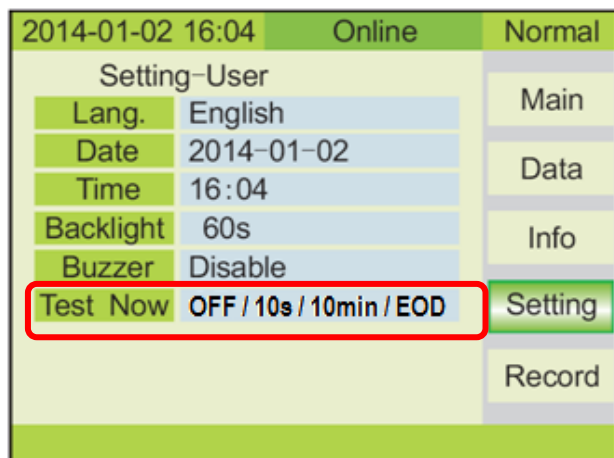 2014-01-02 16:04 Online Normal
Setting-User
Lang. English
Date 2014-01-02
Time 16:04
Backlight 60s
Buzzer Disable
Test Now OFF / 10s / 10min / EOD
Main
Data
Info
Setting
Record